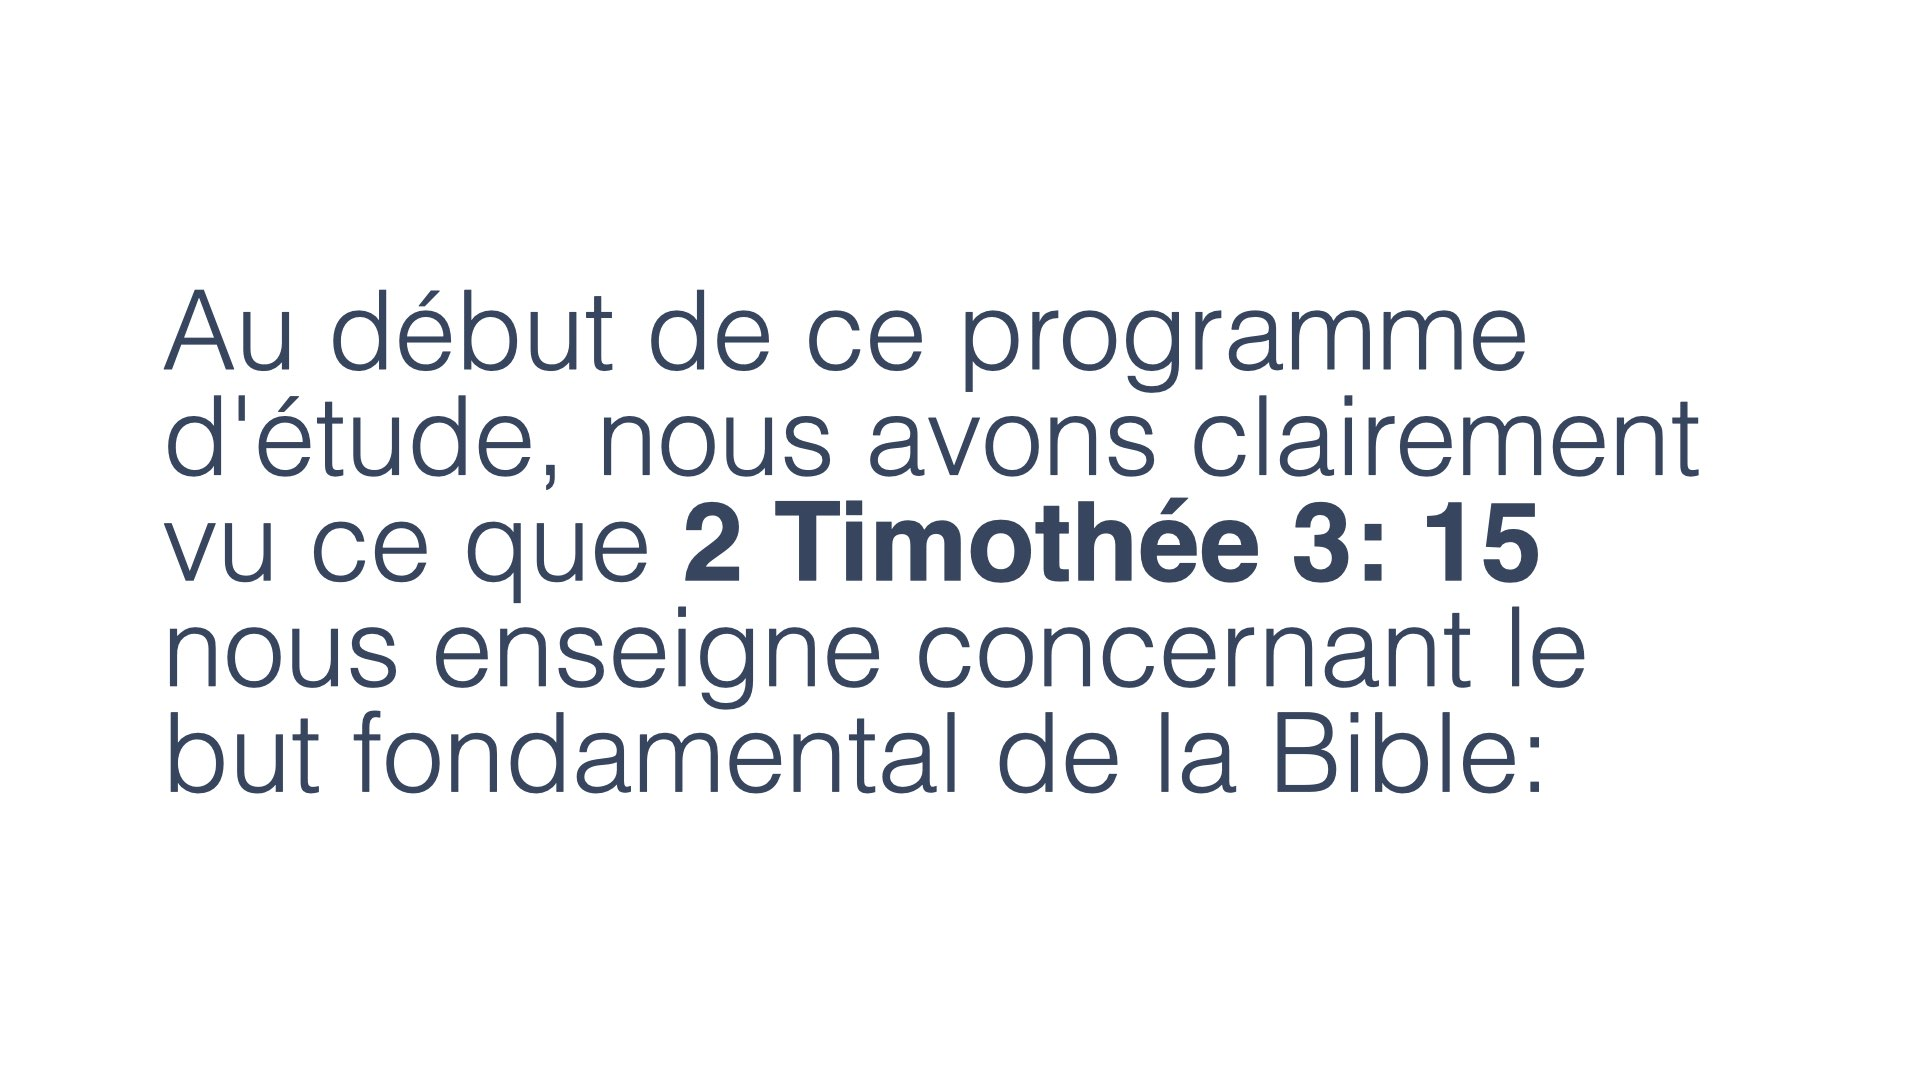 Au début de ce programme
d'étude, nous avons clairement
vu ce que 2 Timothée 3: 15
nous enseigne concernant le
but fondamental de la Bible: